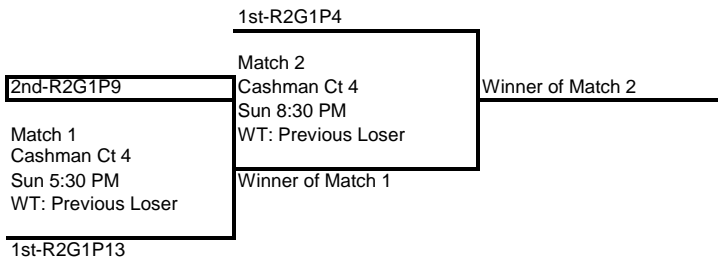 1st-R2G1P4
Match 2
Cashman Ct 4
Sun 8:30 PM
WT: Previous Loser
2nd-R2G1P9
Winner of Match 2
Match 1
Cashman Ct 4
Sun 5:30 PM
WT: Previous Loser
Winner of Match 1
1st-R2G1P13